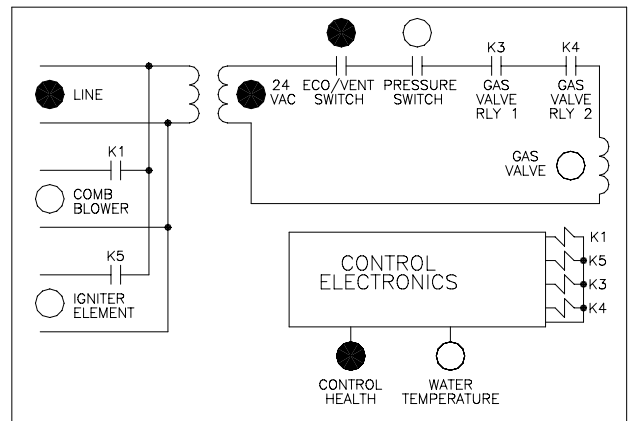 K3
K4
LINE
24
VAC
ECO/VENT
SWITCH
PRESSURE
SWITCH
GAS
VALVE
RLY 1
GAS
VALVE
RLY 2
K1
COMB
BLOWER
GAS
VALVE
K5
IGNITER
ELEMENT
CONTROL
ELECTRONICS
K1
K5
K3
K4
CONTROL
HEALTH
WATER
TEMPERATURE